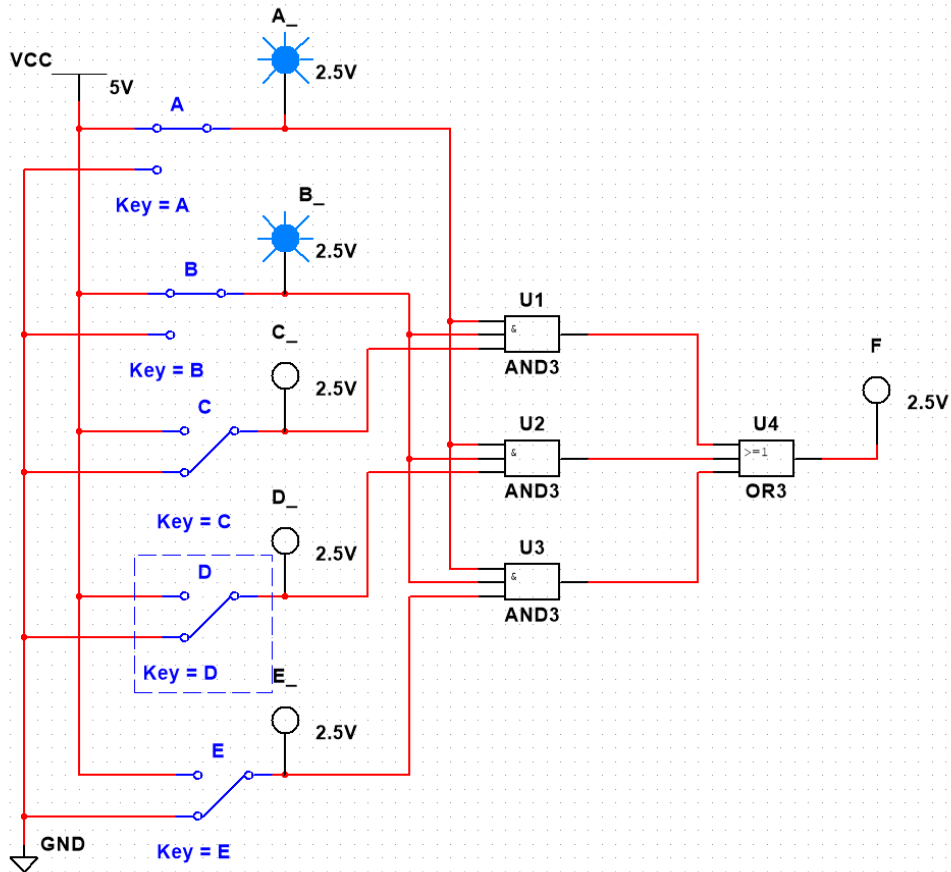 A_
VCC
2.5V
5V
A
Key = A
B_
2.5V
B
Key = B
C_
2.5V
C
Key = C
D_
2.5V
D
Key = D
E_
2.5V
E
Key = E
GND
U1
&
AND3
U2
&
AND3
U3
&
AND3
U4
>=1
OR3
F
2.5V